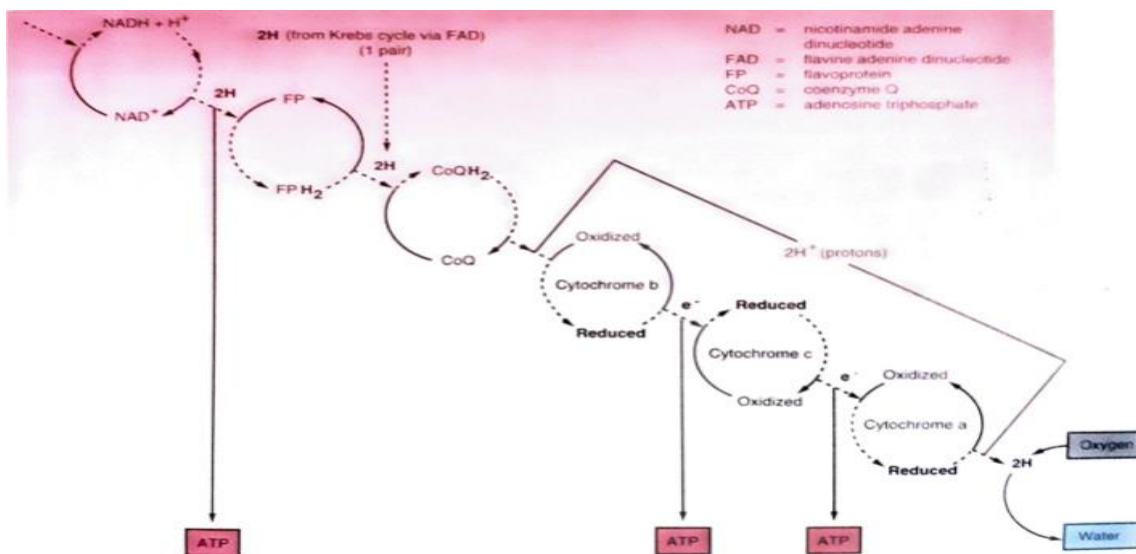 NADH + H⁺
2H (from Krebs cycle via FAD)
(1 pair)
NAD = nicotinamide adenine
dinucleotide
FAD = flavine adenine dinucleotide
FP = flavoprotein
CoQ = coenzyme Q
ATP = adenosine triphosphate
2H
FP
NAD⁺
2H
CoQH₂
FPH₂
Oxidized
2H⁺ (protons)
CoQ
Cytochrome b
e⁻
Reduced
Reduced
Cytochrome c
e⁻
Oxidized
Oxidized
Cytochrome a
Oxygen
Reduced
2H
ATP
ATP
ATP
Water